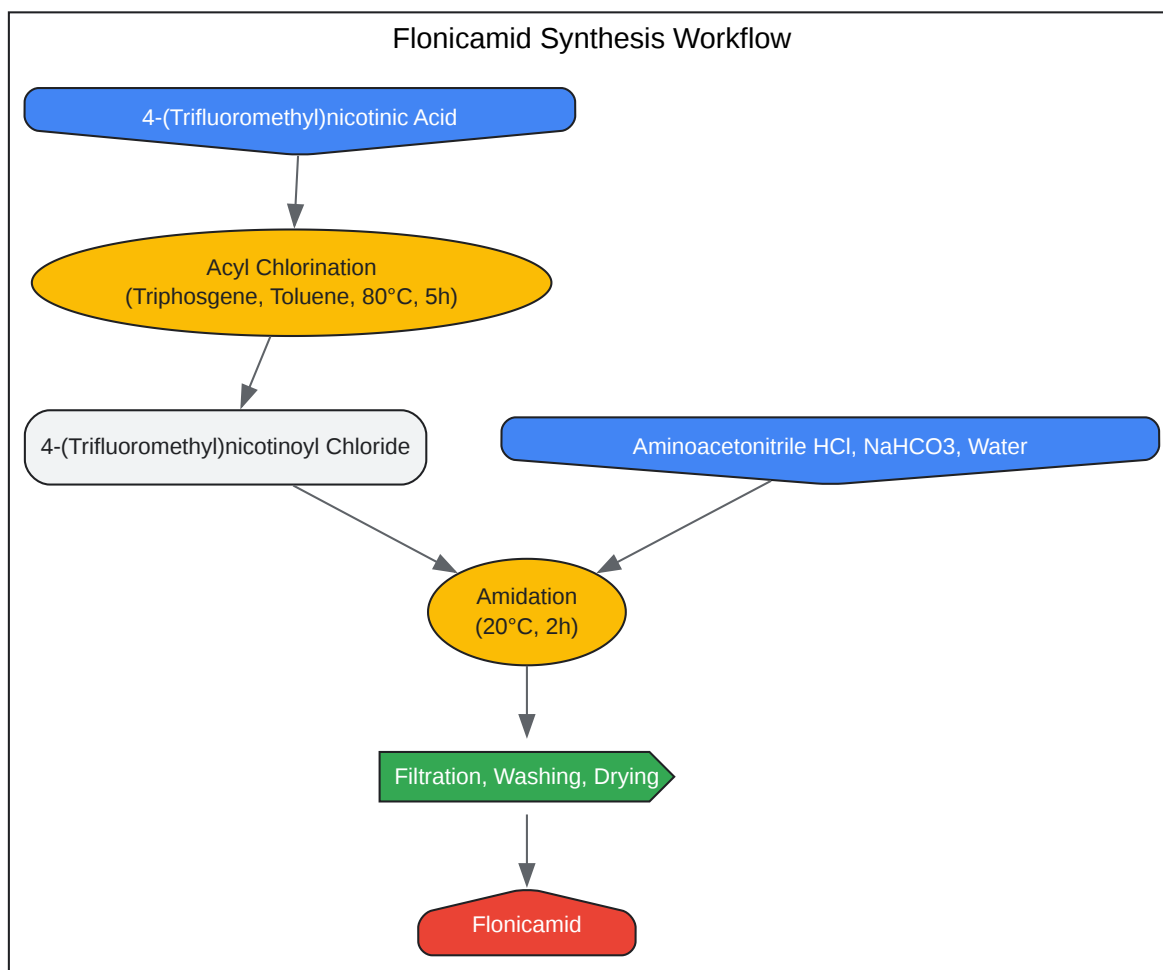 Flonicamid Synthesis Workflow
4-(Trifluoromethyl)nicotinic Acid
Acyl Chlorination
(Triphosgene, Toluene, 80°C, 5h)
4-(Trifluoromethyl)nicotinoyl Chloride
Aminoacetonitrile HCl, NaHCO3, Water
Amidation
(20°C, 2h)
Filtration, Washing, Drying
Flonicamid